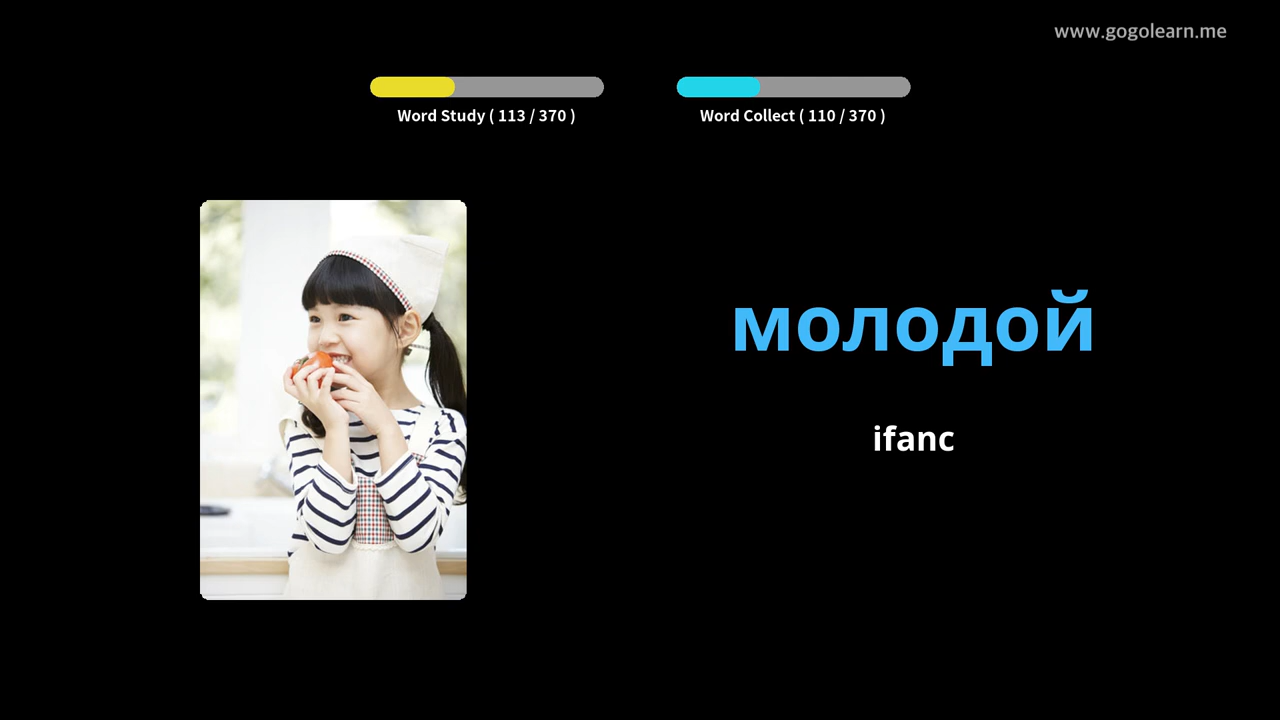 www.gogolearn.me
Word Study ( 113 / 370 )
Word Collect ( 110 / 370 )
молодой
ifanc